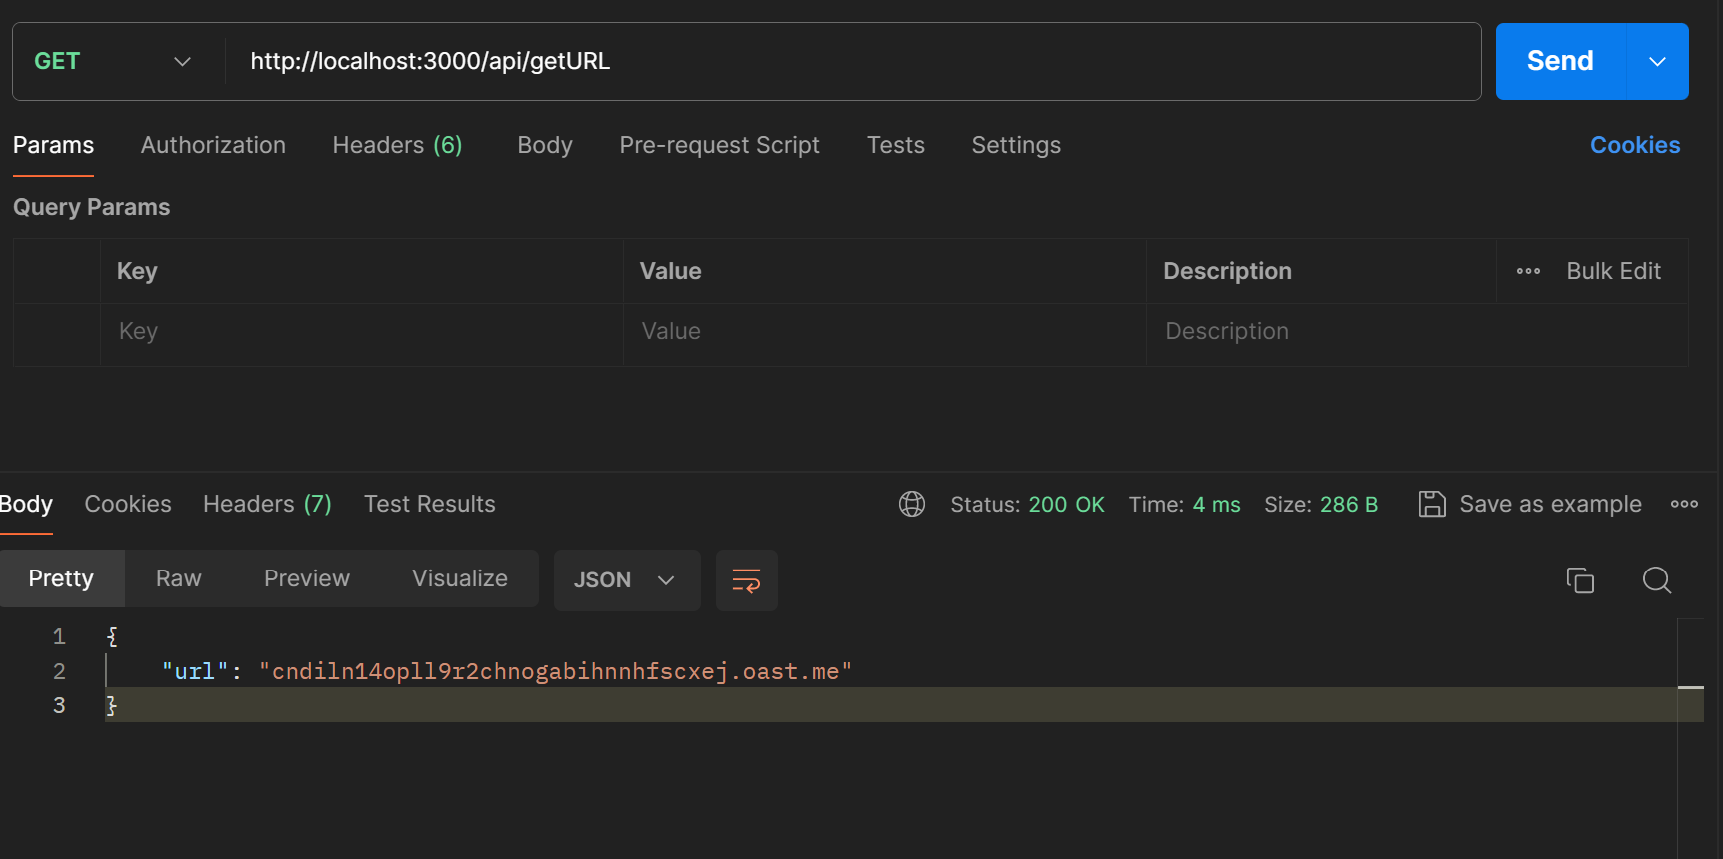 GET http://localhost:3000/api/getURL Send
Params Authorization Headers (6) Body Pre-request Script Tests Settings Cookies
Query Params
Key Value Description Bulk Edit
Key Value Description
Body Cookies Headers (7) Test Results Status: 200 OK Time: 4 ms Size: 286 B Save as example
Pretty Raw Preview Visualize JSON
1 {
2 "url": "cndiln14opll9r2chnogabihnnhfscxej.oast.me"
3 }